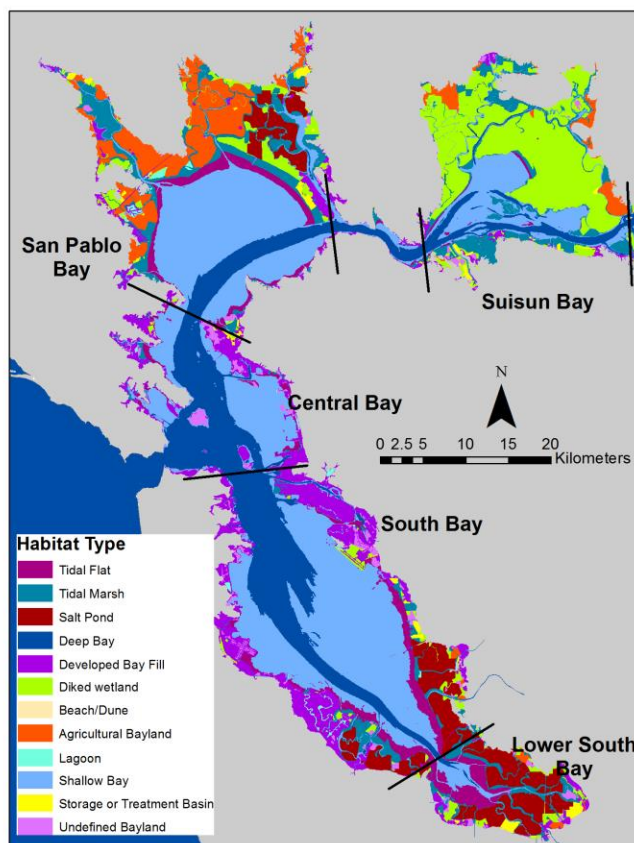 San Pablo
Bay
Suisun Bay
N
Central Bay
0 2.5 5 10 15 20
Kilometers
South Bay
Habitat Type
Tidal Flat
Tidal Marsh
Salt Pond
Deep Bay
Developed Bay Fill
Diked wetland
Beach/Dune
Agricultural Bayland
Lagoon
Shallow Bay
Storage or Treatment Basin
Undefined Bayland
Lower South
Bay